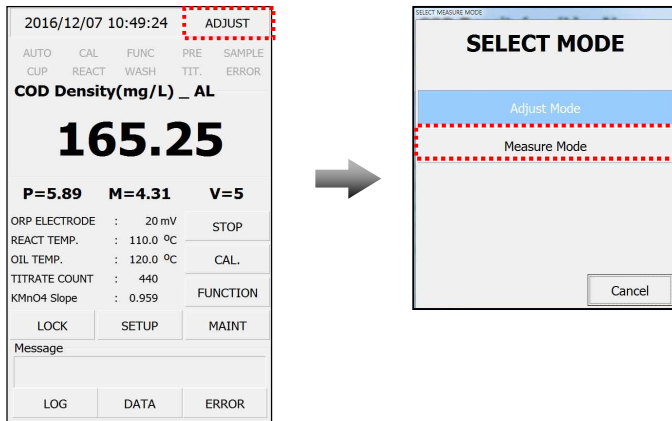 2016/12/07 10:49:24 ADJUST
AUTO CAL FUNC PRE SAMPLE
CUP REACT WASH TIT. ERROR
COD Density(mg/L) _ AL
165.25
P=5.89 M=4.31 V=5
ORP ELECTRODE : 20 mV
REACT TEMP. : 110.0 ºC
OIL TEMP. : 120.0 ºC
TITRATE COUNT : 440
KMnO4 Slope : 0.959
STOP
CAL.
FUNCTION
LOCK SETUP MAINT
Message
LOG DATA ERROR
SELECT MEASURE MODE
SELECT MODE
Adjust Mode
Measure Mode
Cancel